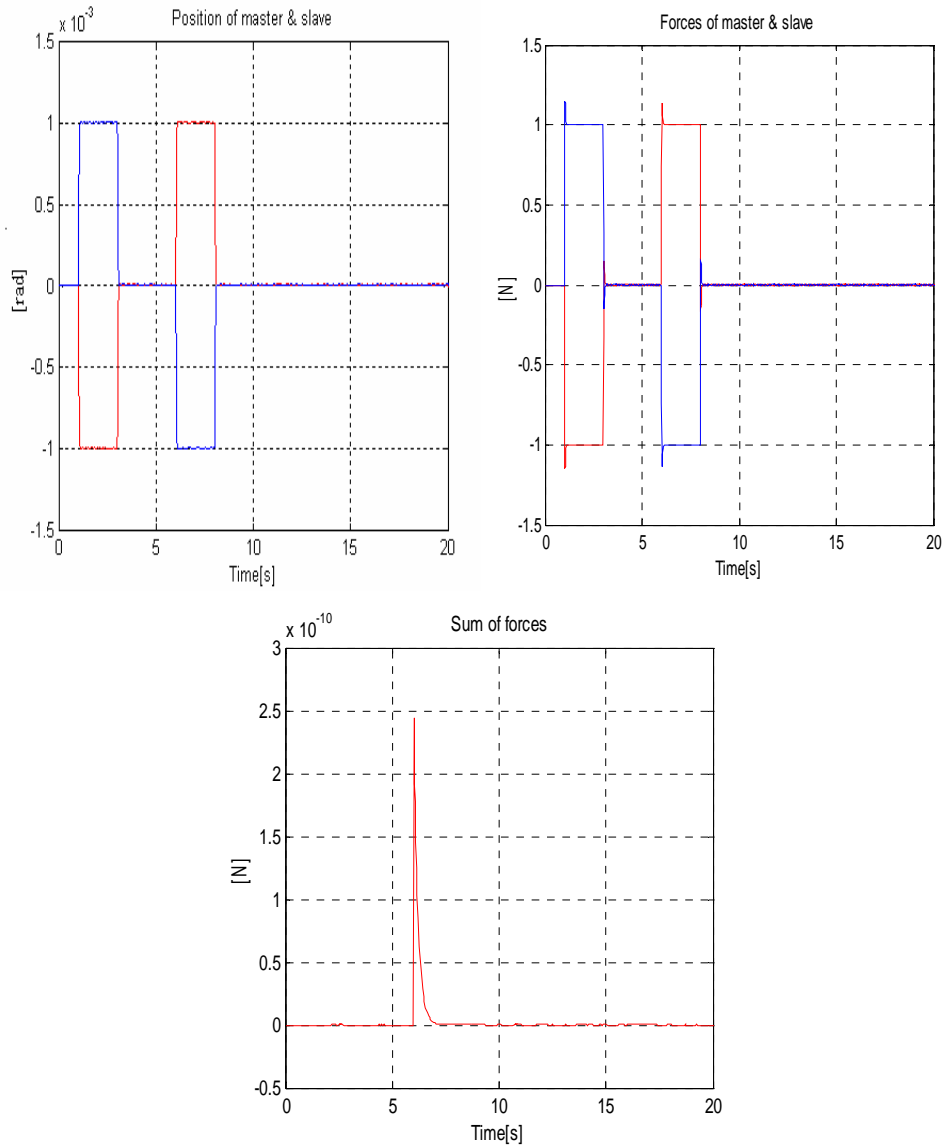 Position of master & slave
x 10-3
1.5
1
0.5
0
-0.5
-1
-1.5
[rad]
0 5 10 15 20
Time[s]
Forces of master & slave
1.5
1
0.5
0
-0.5
-1
-1.5
[N]
0 5 10 15 20
Time[s]
Sum of forces
x 10-10
3
2.5
2
1.5
1
0.5
0
-0.5
[N]
0 5 10 15 20
Time[s]